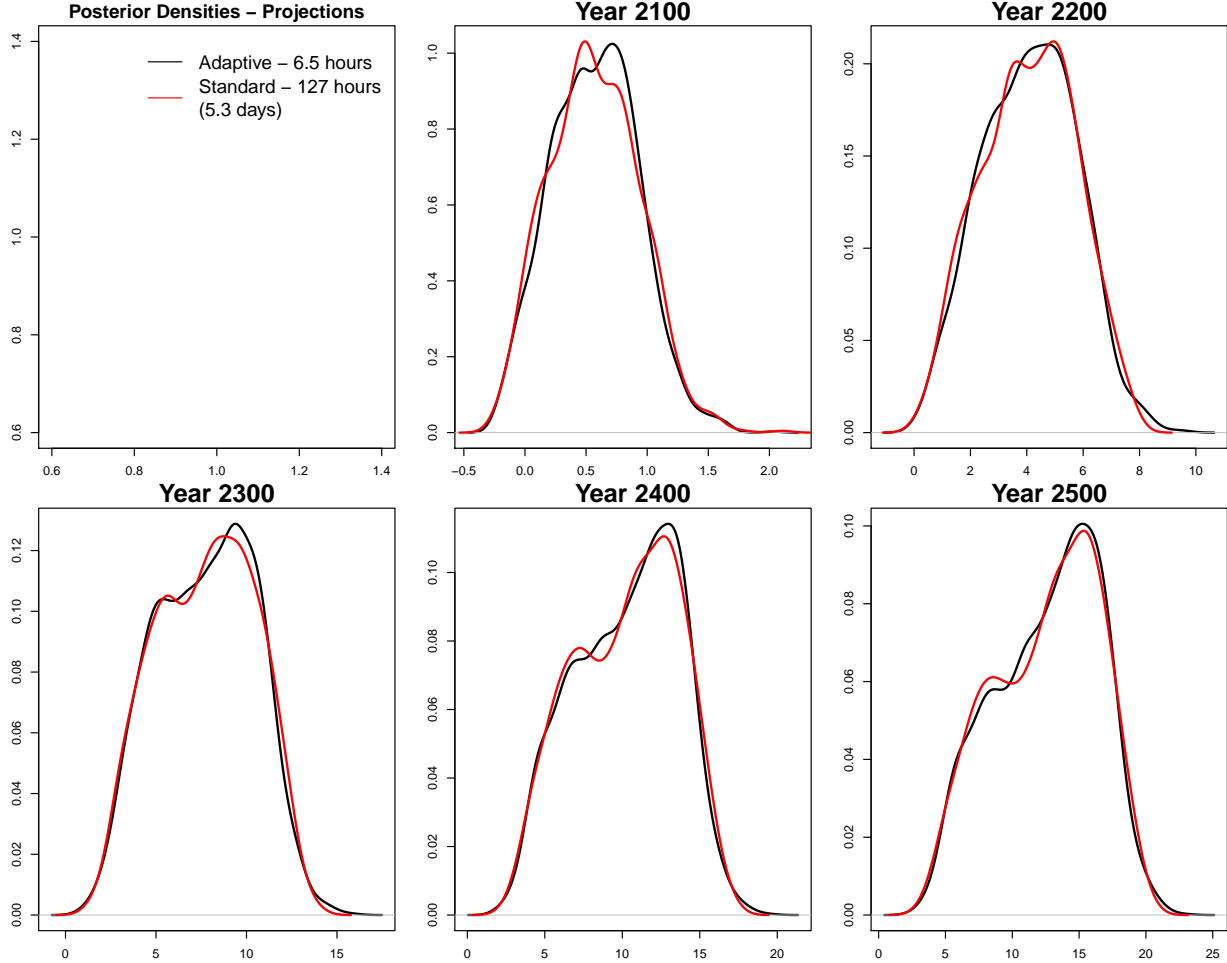 Posterior Densities – Projections
Adaptive – 6.5 hours
Standard – 127 hours
(5.3 days)
1.4
1.2
1.0
0.8
0.6
0.6 0.8 1.0 1.2 1.4
Year 2100
1.0
0.8
0.6
0.4
0.2
0.0
−0.5 0.0 0.5 1.0 1.5 2.0
Year 2200
0.20
0.15
0.10
0.05
0.00
0 2 4 6 8 10
Year 2300
0.12
0.10
0.08
0.06
0.04
0.02
0.00
0 5 10 15
Year 2400
0.10
0.08
0.06
0.04
0.02
0.00
0 5 10 15 20
Year 2500
0.10
0.08
0.06
0.04
0.02
0.00
0 5 10 15 20 25